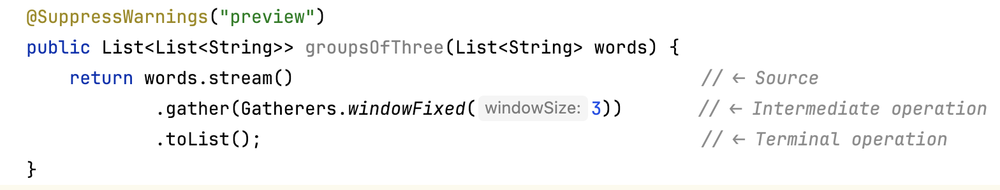 @SuppressWarnings("preview")
public List<List<String>> groupsOfThree(List<String> words) {
return words.stream() // ← Source
.gather(Gatherers.windowFixed( windowSize: 3)) // ← Intermediate operation
.toList(); // ← Terminal operation
}